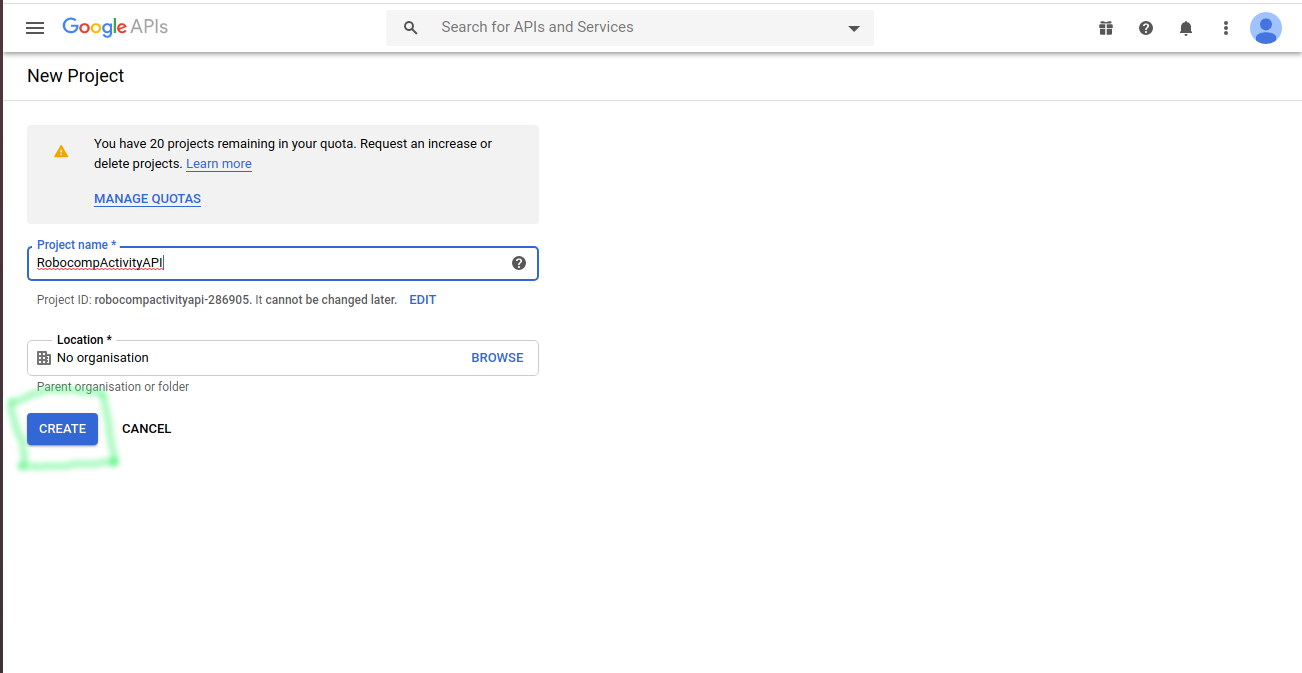 Google APIs
Search for APIs and Services
New Project
You have 20 projects remaining in your quota. Request an increase or
delete projects. Learn more
MANAGE QUOTAS
Project name *
RobocompActivityAPI
Project ID: robocompactivityapi-286905. It cannot be changed later. EDIT
Location *
No organisation BROWSE
Parent organisation or folder
CREATE CANCEL